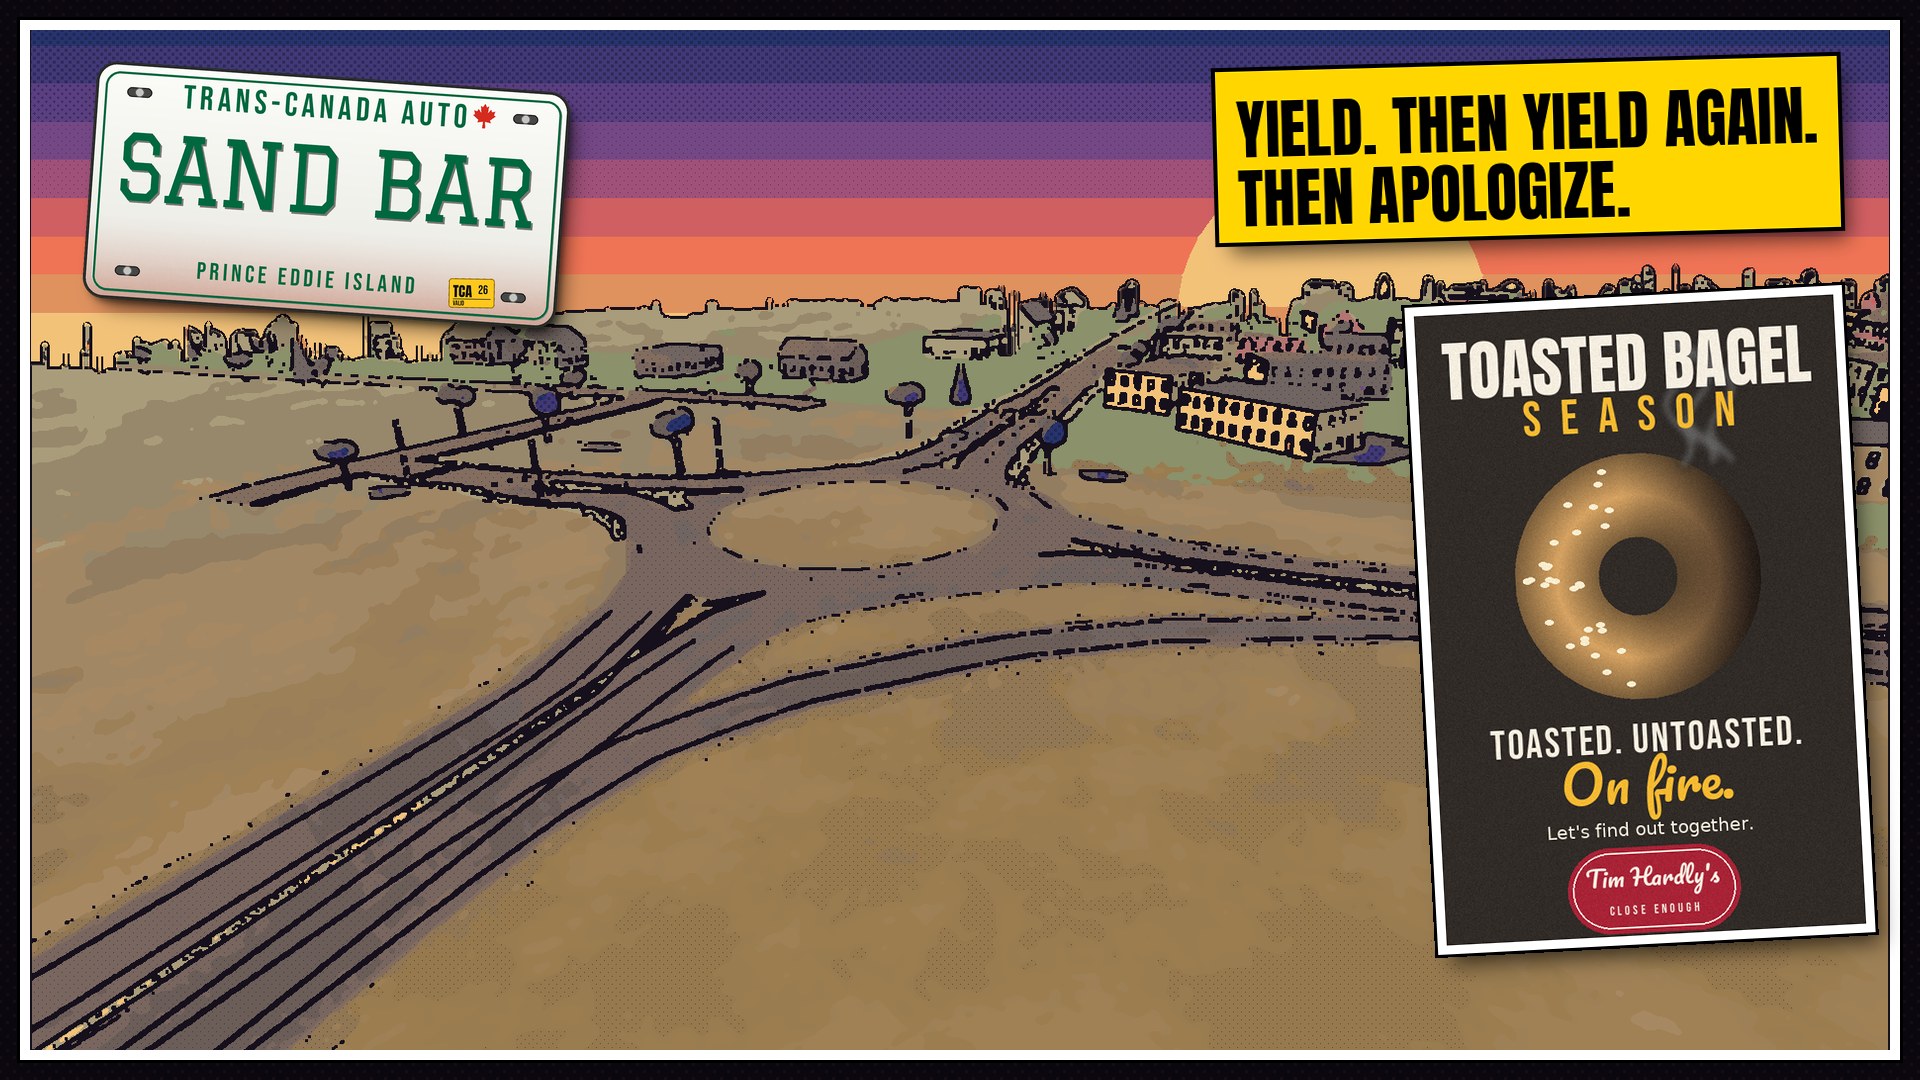 TRANS-CANADA AUTO
SAND BAR
PRINCE EDDIE ISLAND
TCA 26
VALID
YIELD. THEN YIELD AGAIN.
THEN APOLOGIZE.
TOASTED BAGEL
SEASON
TOASTED. UNTOASTED.
On fire.
Let's find out together.
Tim Hardly's
CLOSE ENOUGH